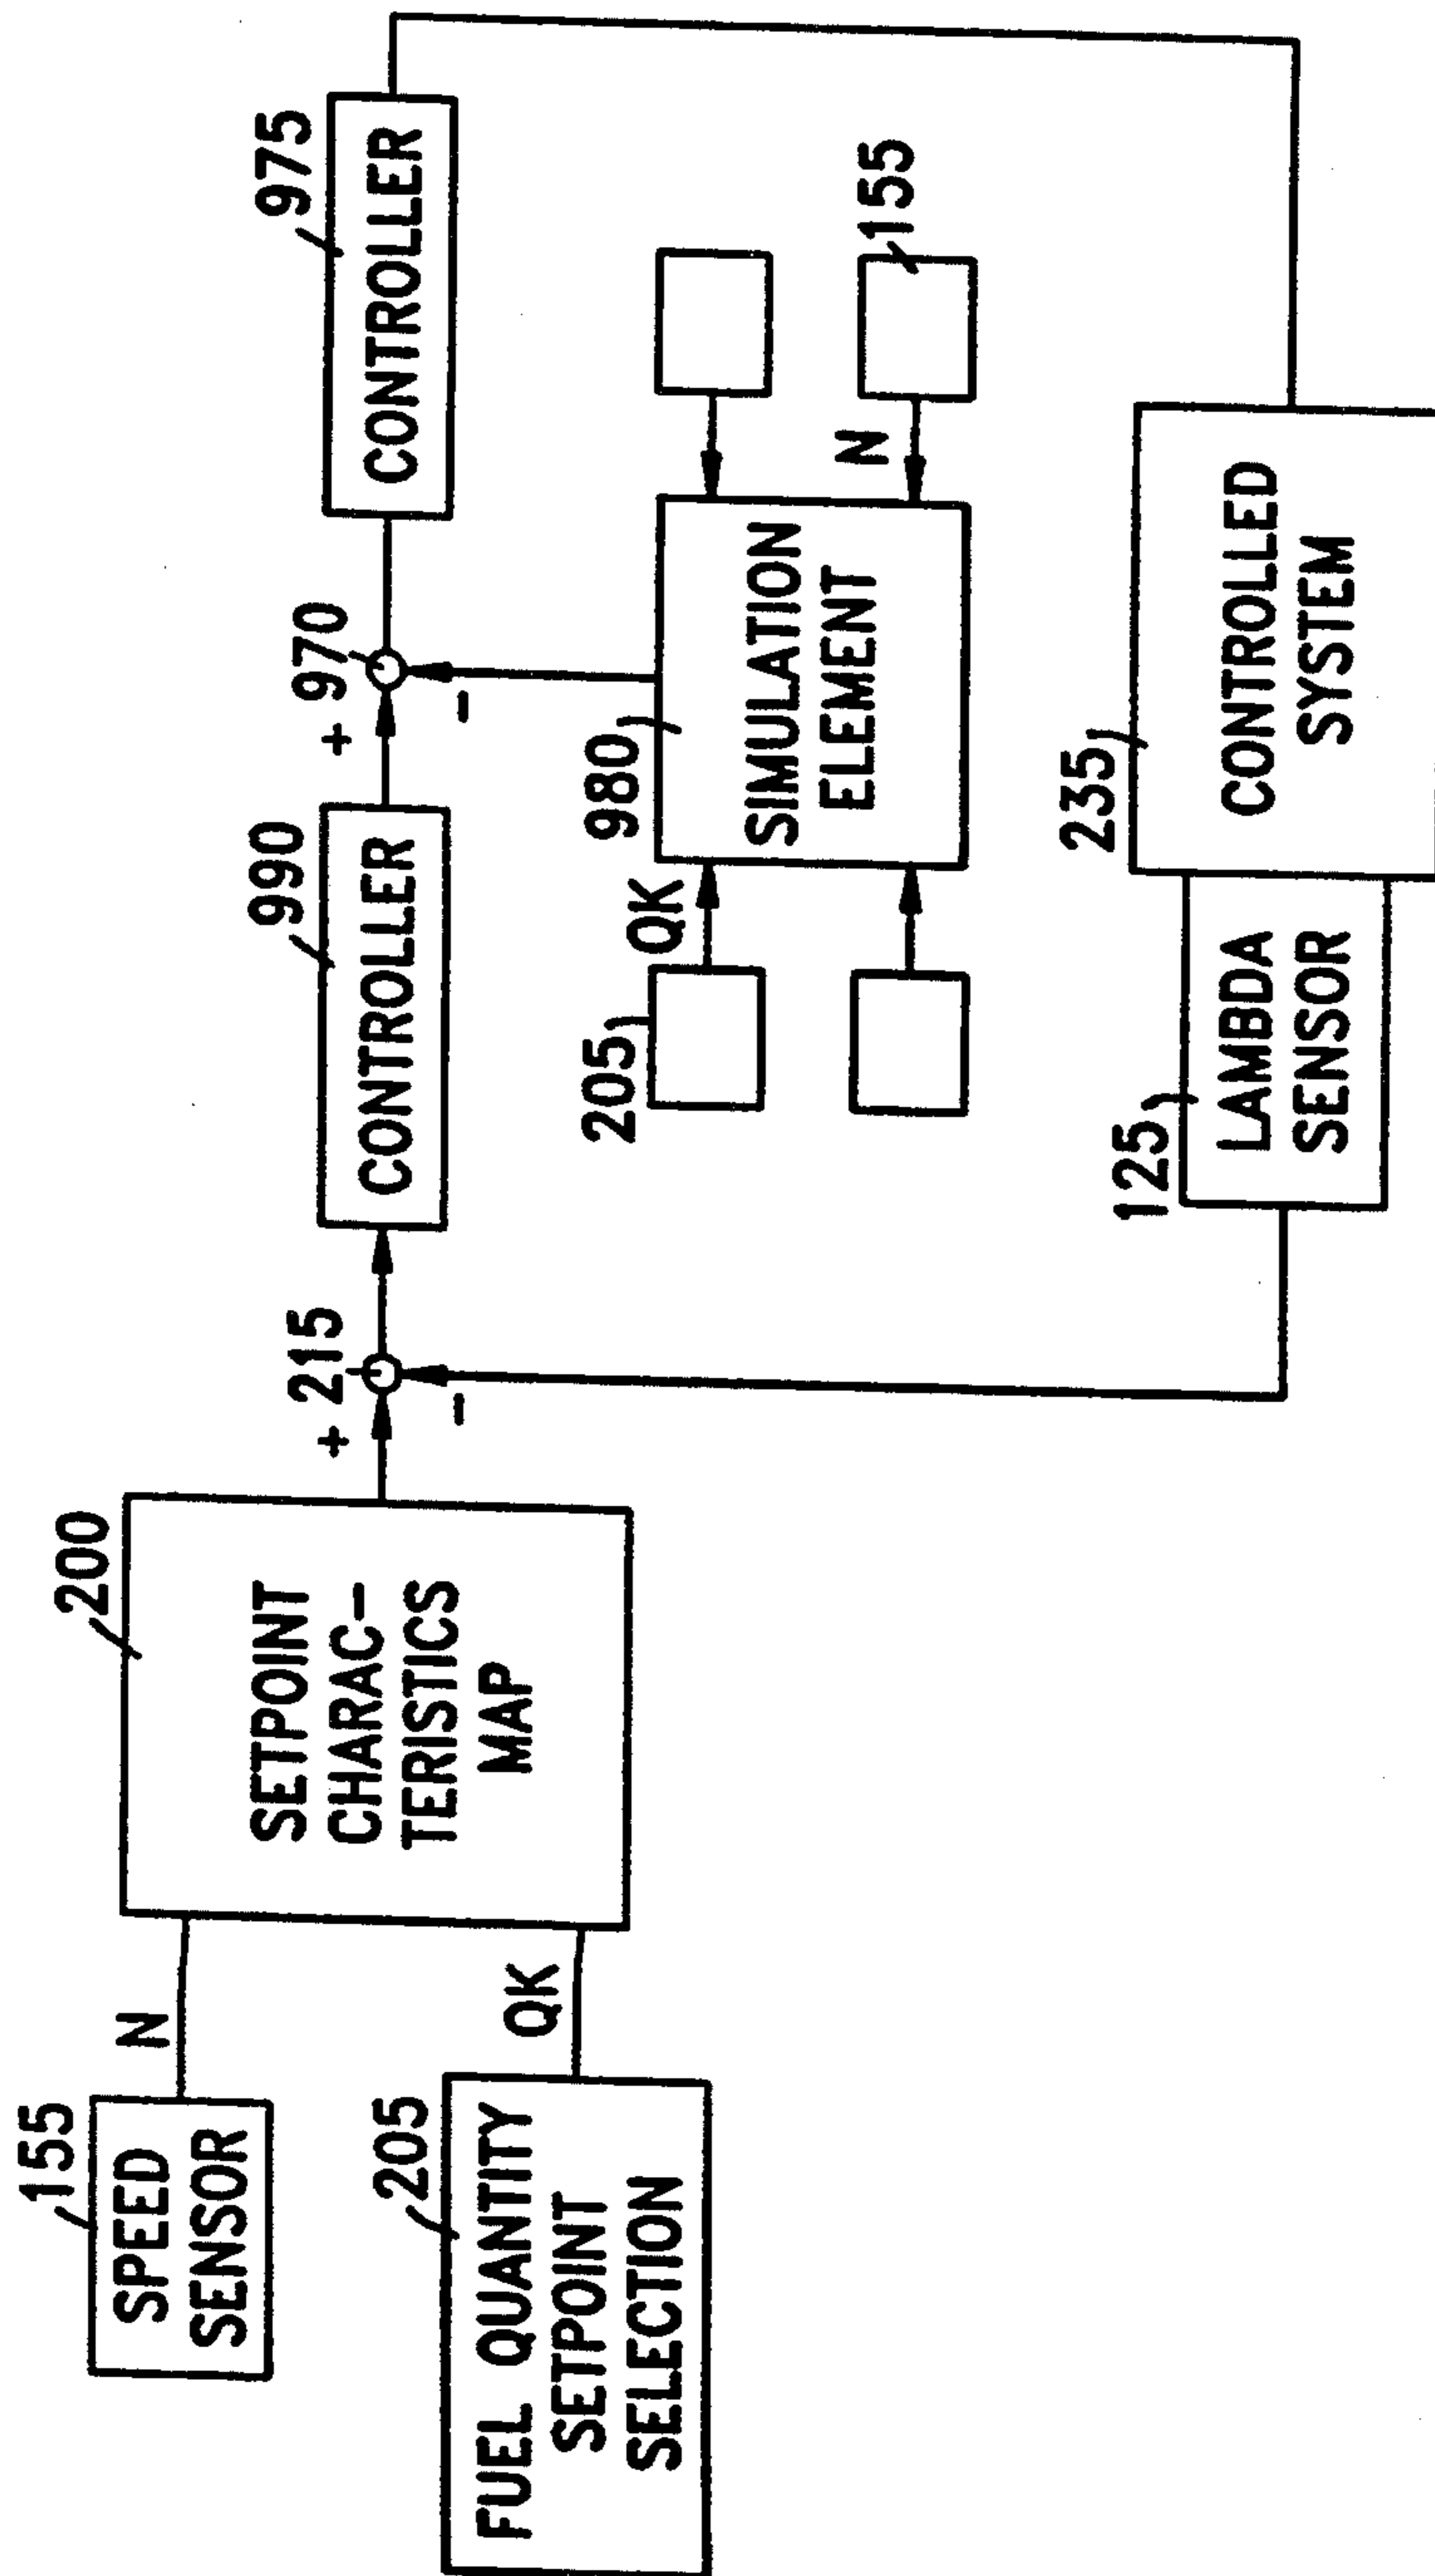 155
SPEED
SENSOR
N
205
FUEL QUANTITY
SETPOINT
SELECTION
QK
200
SETPOINT
CHARAC-
TERISTICS
MAP
+ 215
-
990
CONTROLLER
+ 970
-
975
CONTROLLER
205
QK
980
SIMULATION
ELEMENT
N
155
125
LAMBDA
SENSOR
235
CONTROLLED
SYSTEM